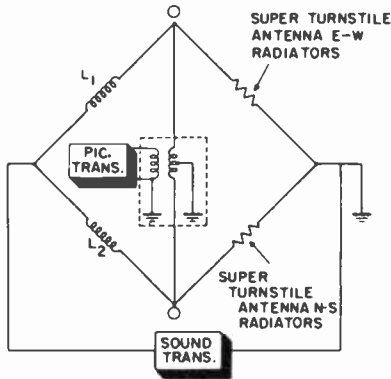 SUPER TURNSTILE
ANTENNA E-W
RADIATORS
L1
PIC.
TRANS.
L2
SUPER
TURNSTILE
ANTENNA N-S
RADIATORS
SOUND
TRANS.